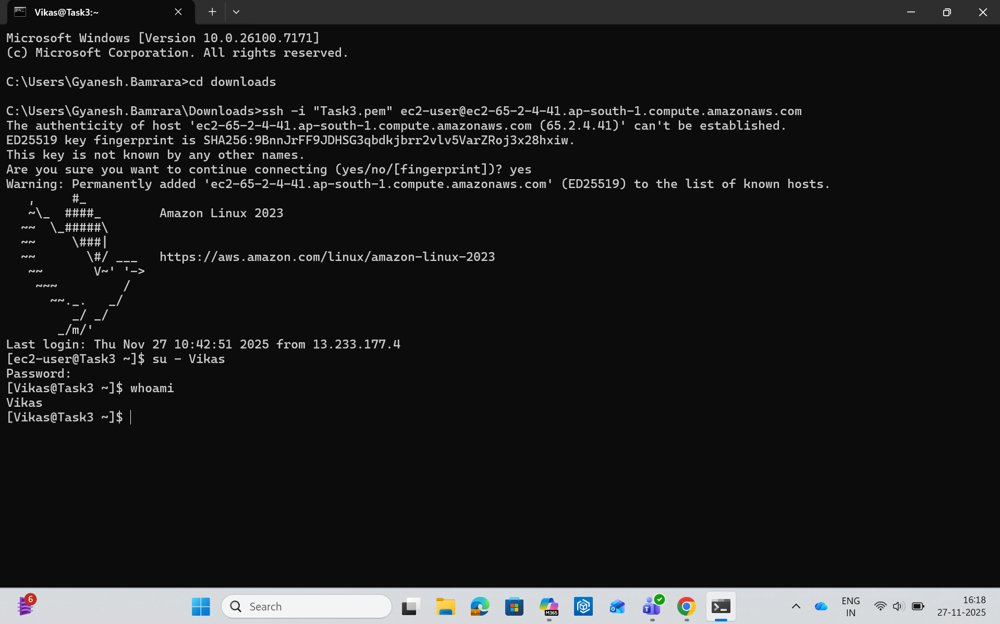 Vikas@Task3:~
Microsoft Windows [Version 10.0.26100.7171]
(c) Microsoft Corporation. All rights reserved.
C:\Users\Gyanesh.Bamrara>cd downloads
C:\Users\Gyanesh.Bamrara\Downloads>ssh -i "Task3.pem" ec2-user@ec2-65-2-4-41.ap-south-1.compute.amazonaws.com
The authenticity of host 'ec2-65-2-4-41.ap-south-1.compute.amazonaws.com (65.2.4.41)' can't be established.
ED25519 key fingerprint is SHA256:9BnnJrFF9JDHSG3qbdkjbrr2vlv5VarZRoj3x28hxiw.
This key is not known by any other names.
Are you sure you want to continue connecting (yes/no/[fingerprint])? yes
Warning: Permanently added 'ec2-65-2-4-41.ap-south-1.compute.amazonaws.com' (ED25519) to the list of known hosts.
   ,     #_
   ~\_  ####_        Amazon Linux 2023
  ~~  \_#####\
  ~~     \###|
  ~~       \#/ ___   https://aws.amazon.com/linux/amazon-linux-2023
   ~~       V~' '->
    ~~~         /
      ~~._.   _/
         _/ _/
       _/m/'
Last login: Thu Nov 27 10:42:51 2025 from 13.233.177.4
[ec2-user@Task3 ~]$ su - Vikas
Password:
[Vikas@Task3 ~]$ whoami
Vikas
[Vikas@Task3 ~]$
6
Search
M365
O
T
ENG
IN
16:18
27-11-2025